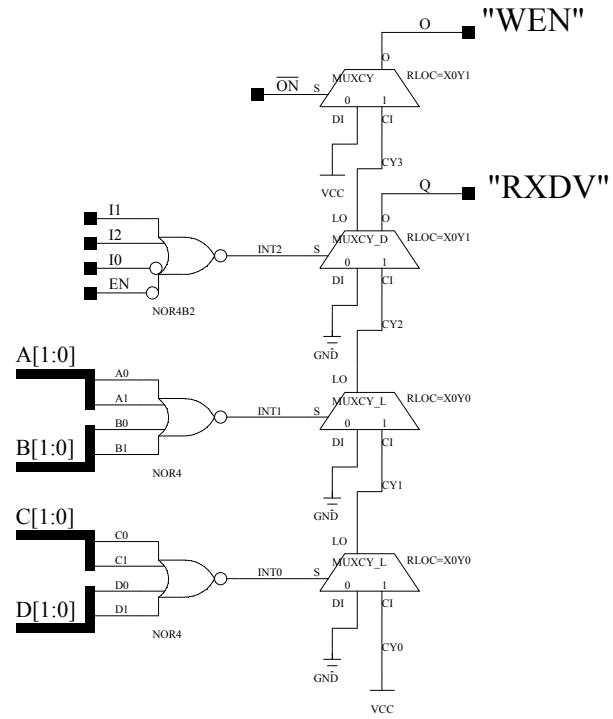 O "WEN"
O
MUXCY RLOC=X0Y1
ON S
0 1
DI CI
CY3
VCC
Q "RXDV"
LO O
I1
MUXCY_D RLOC=X0Y1
I2
INT2 S
I0
0 1
EN
DI CI
NOR4B2
CY2
GND
A[1:0]
LO
A0
MUXCY_L RLOC=X0Y0
A1
INT1 S
B0
0 1
B[1:0] B1
DI CI
NOR4
CY1
GND
C[1:0]
C0
LO
MUXCY_L RLOC=X0Y0
C1
INT0 S
D0
0 1
D[1:0] D1
DI CI
NOR4
CY0
GND
VCC